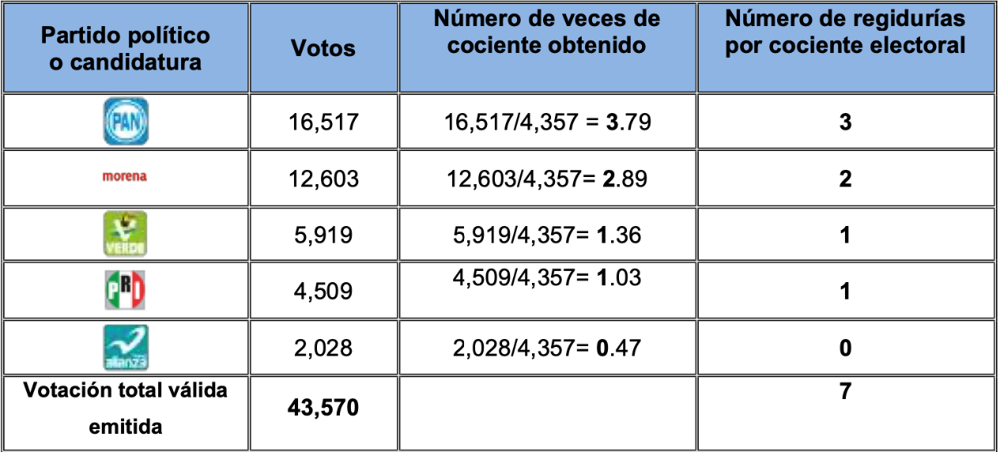 Partido político
o candidatura
Votos
Número de veces de
cociente obtenido
Número de regidurías
por cociente electoral
PAN
16,517
16,517/4,357 = 3.79
3
morena
12,603
12,603/4,357= 2.89
2
VERDE
5,919
5,919/4,357= 1.36
1
PRI
4,509
4,509/4,357= 1.03
1
alianza
2,028
2,028/4,357= 0.47
0
Votación total válida
emitida
43,570
7